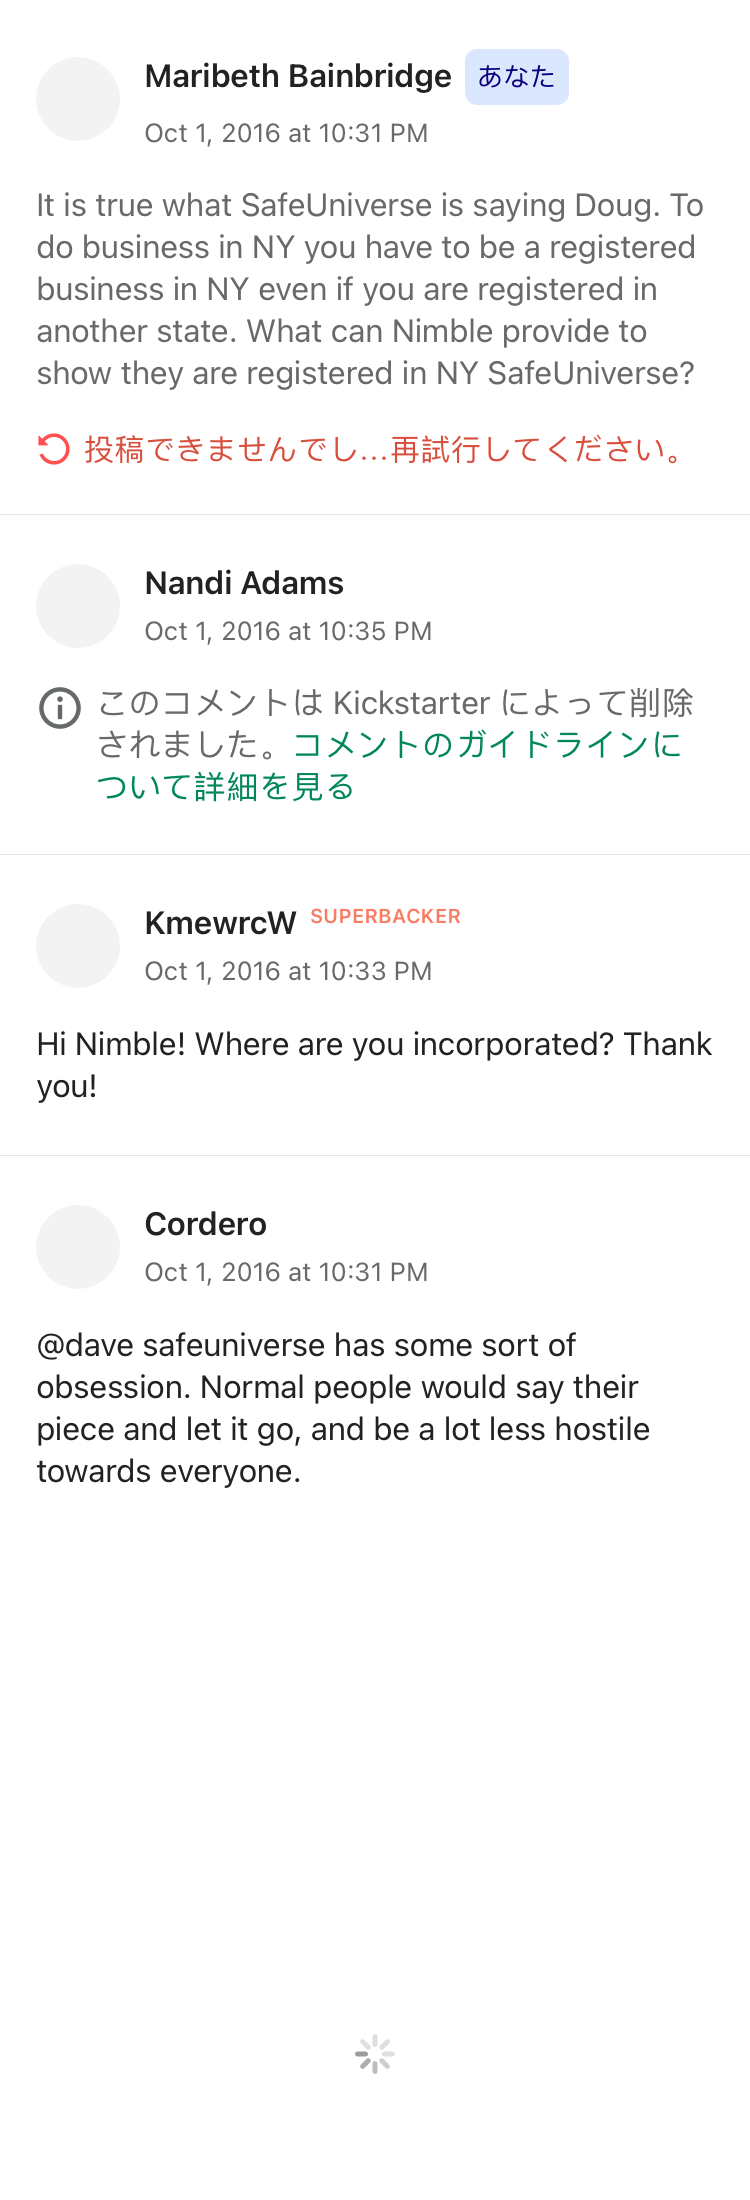 Maribeth Bainbridge あなた
Oct 1, 2016 at 10:31 PM
It is true what SafeUniverse is saying Doug. To
do business in NY you have to be a registered
business in NY even if you are registered in
another state. What can Nimble provide to
show they are registered in NY SafeUniverse?
投稿できませんでし…再試行してください。
Nandi Adams
Oct 1, 2016 at 10:35 PM
このコメントは Kickstarter によって削除
されました。コメントのガイドラインに
ついて詳細を見る
KmewrcW SUPERBACKER
Oct 1, 2016 at 10:33 PM
Hi Nimble! Where are you incorporated? Thank
you!
Cordero
Oct 1, 2016 at 10:31 PM
@dave safeuniverse has some sort of
obsession. Normal people would say their
piece and let it go, and be a lot less hostile
towards everyone.